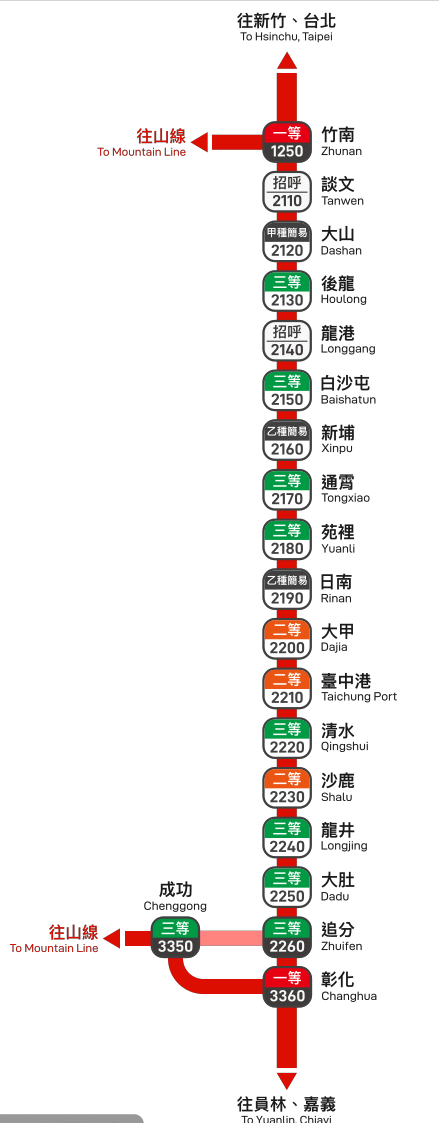 往新竹、台北
To Hsinchu, Taipei
往山線
To Mountain Line
一等
1250
竹南
Zhunan
招呼
2110
談文
Tanwen
甲種簡易
2120
大山
Dashan
三等
2130
後龍
Houlong
招呼
2140
龍港
Longgang
三等
2150
白沙屯
Baishatun
乙種簡易
2160
新埔
Xinpu
三等
2170
通霄
Tongxiao
三等
2180
苑裡
Yuanli
乙種簡易
2190
日南
Rinan
二等
2200
大甲
Dajia
二等
2210
臺中港
Taichung Port
三等
2220
清水
Qingshui
二等
2230
沙鹿
Shalu
三等
2240
龍井
Longjing
三等
2250
大肚
Dadu
成功
Chenggong
往山線
To Mountain Line
三等
3350
三等
2260
追分
Zhuifen
一等
3360
彰化
Changhua
往員林、嘉義
To Yuanlin, Chiayi